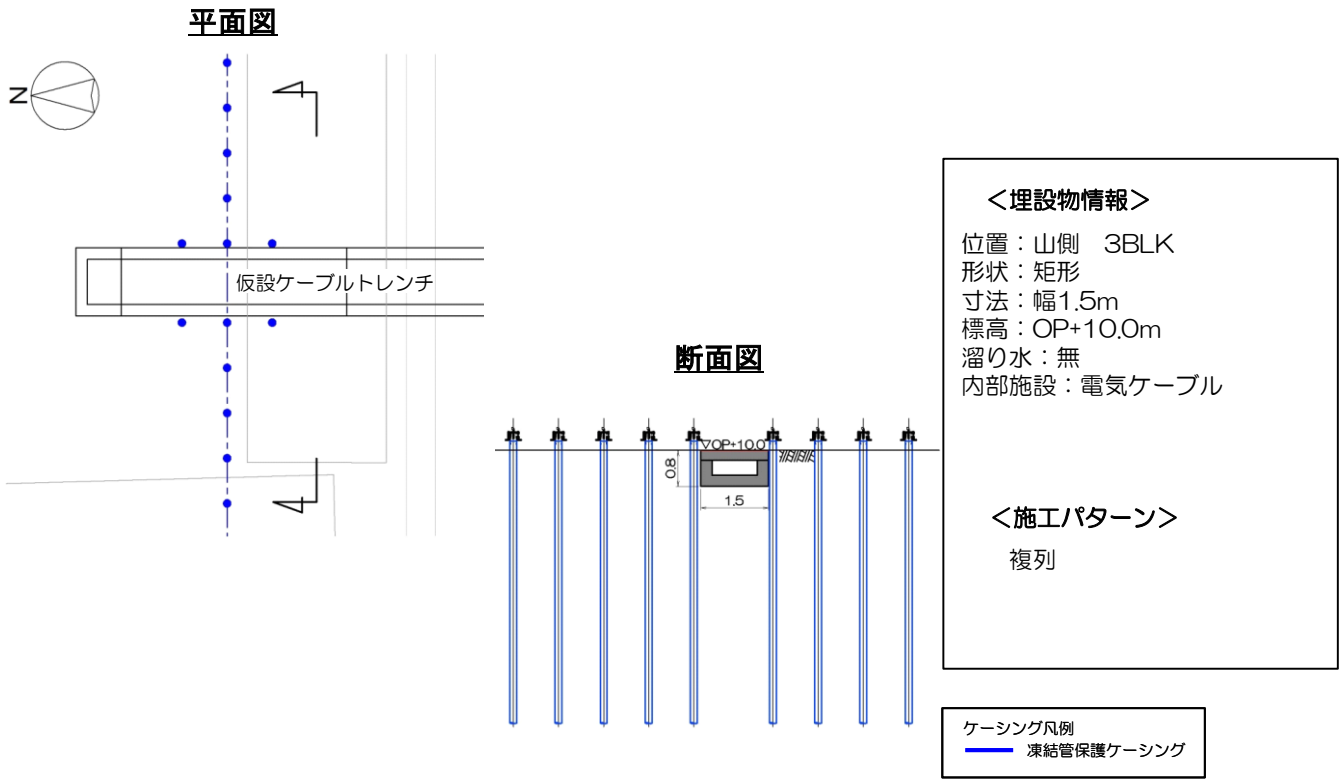 平面図
N
仮設ケーブルトレンチ
断面図
▽OP+10.0
0.8
1.5
＜埋設物情報＞
位置：山側　3BLK
形状：矩形
寸法：幅1.5m
標高：OP+10.0m
溜り水：無
内部施設：電気ケーブル
＜施工パターン＞
複列
ケーシング凡例
凍結管保護ケーシング